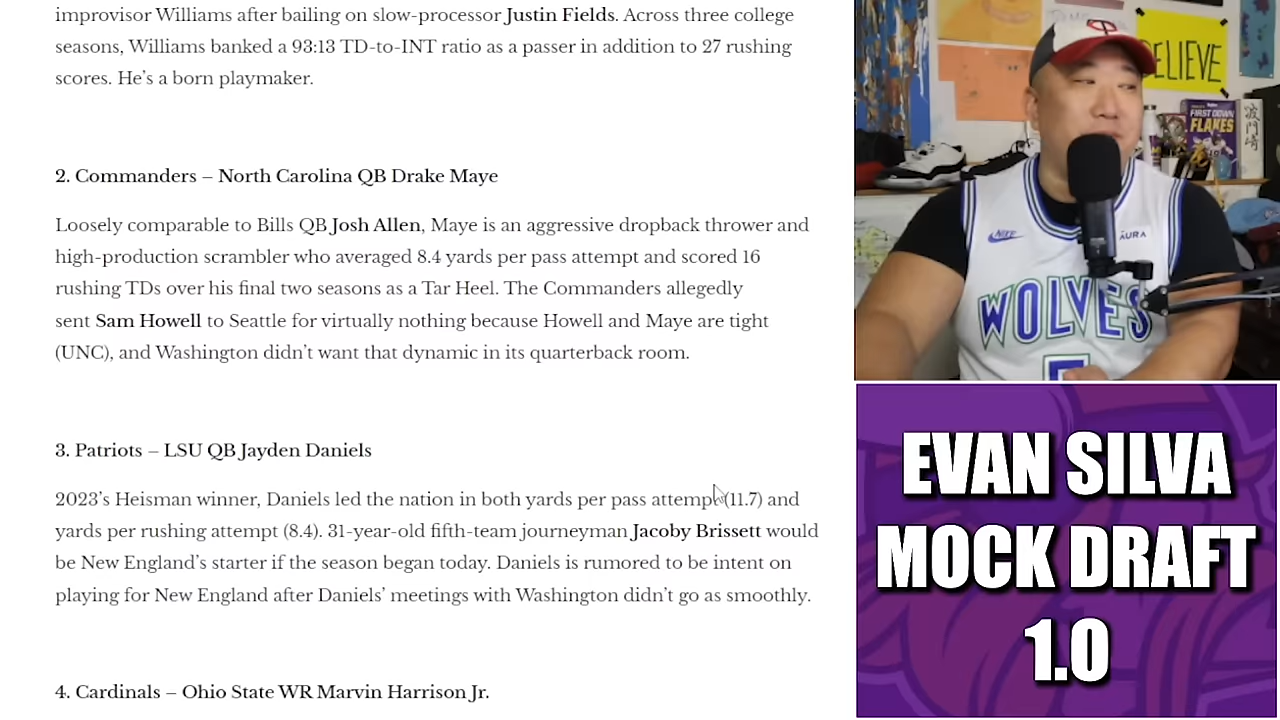 improvisor Williams after bailing on slow-processor Justin Fields. Across three college
seasons, Williams banked a 93:13 TD-to-INT ratio as a passer in addition to 27 rushing
scores. He’s a born playmaker.
2. Commanders – North Carolina QB Drake Maye
Loosely comparable to Bills QB Josh Allen, Maye is an aggressive dropback thrower and
high-production scrambler who averaged 8.4 yards per pass attempt and scored 16
rushing TDs over his final two seasons as a Tar Heel. The Commanders allegedly
sent Sam Howell to Seattle for virtually nothing because Howell and Maye are tight
(UNC), and Washington didn’t want that dynamic in its quarterback room.
3. Patriots – LSU QB Jayden Daniels
2023’s Heisman winner, Daniels led the nation in both yards per pass attempt (11.7) and
yards per rushing attempt (8.4). 31-year-old fifth-team journeyman Jacoby Brissett would
be New England’s starter if the season began today. Daniels is rumored to be intent on
playing for New England after Daniels’ meetings with Washington didn’t go as smoothly.
4. Cardinals – Ohio State WR Marvin Harrison Jr.
ELIEVE
FIRST DOWN
FLAKES
波
門
崎
NIKE
AURA
WOLVES
EVAN SILVA
MOCK DRAFT
1.0